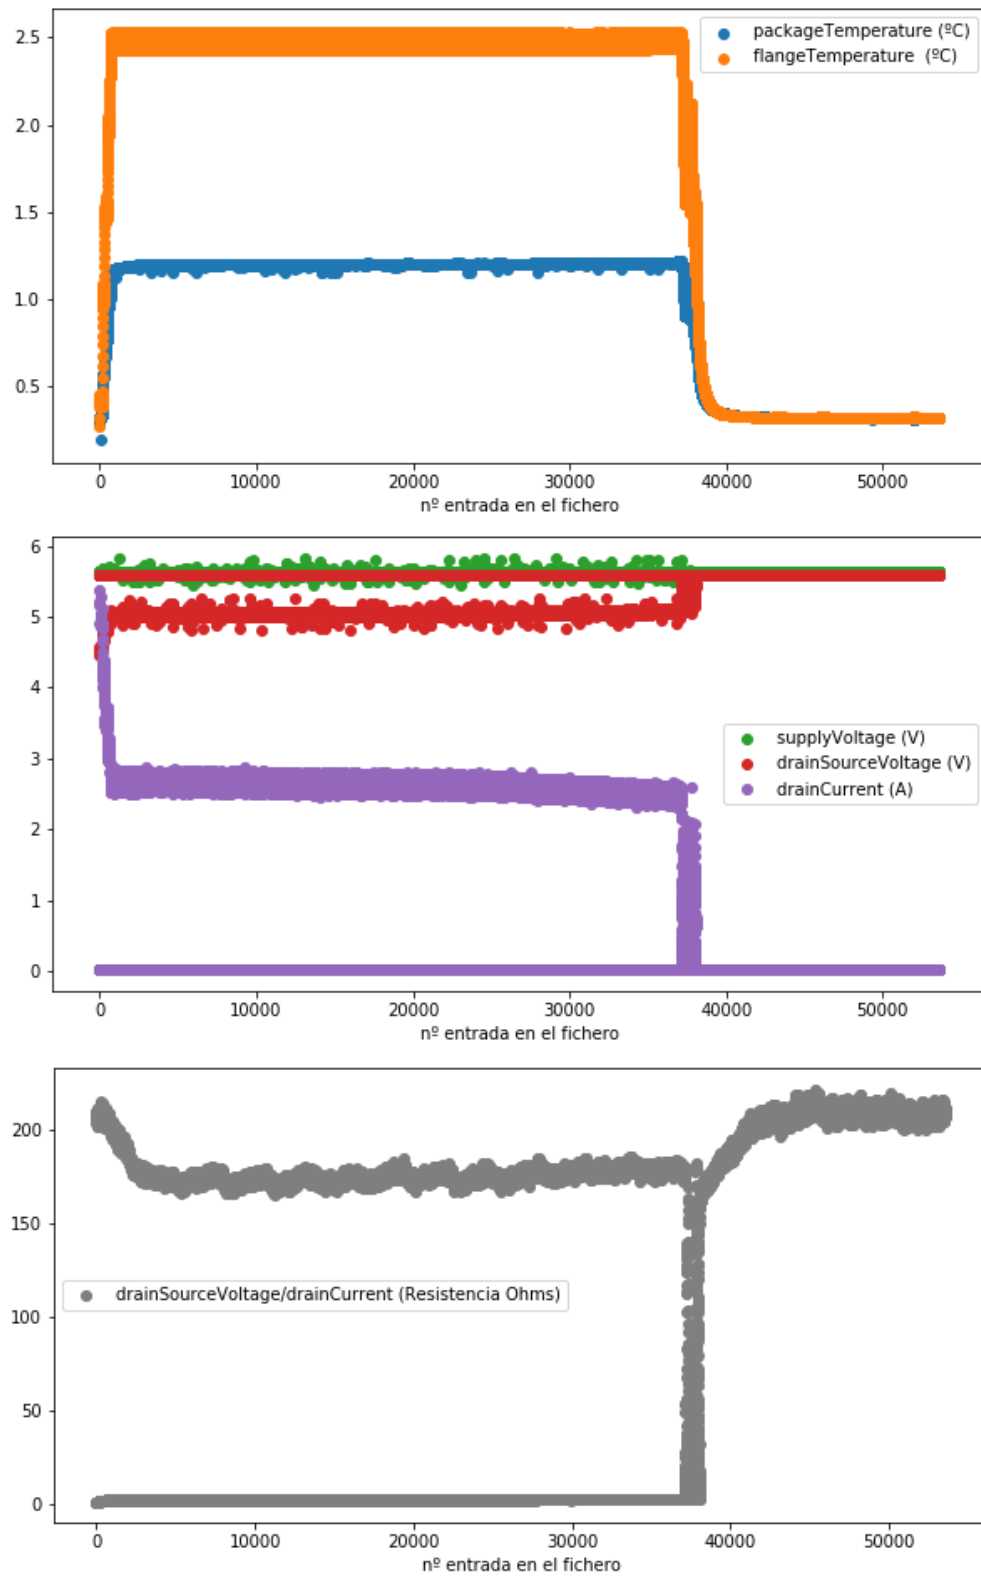 2.5
2.0
1.5
1.0
0.5
packageTemperature (ºC)
flangeTemperature  (ºC)
0 10000 20000 30000 40000 50000
nº entrada en el fichero
6
5
4
3
2
1
0
supplyVoltage (V)
drainSourceVoltage (V)
drainCurrent (A)
0 10000 20000 30000 40000 50000
nº entrada en el fichero
200
150
100
50
0
drainSourceVoltage/drainCurrent (Resistencia Ohms)
0 10000 20000 30000 40000 50000
nº entrada en el fichero